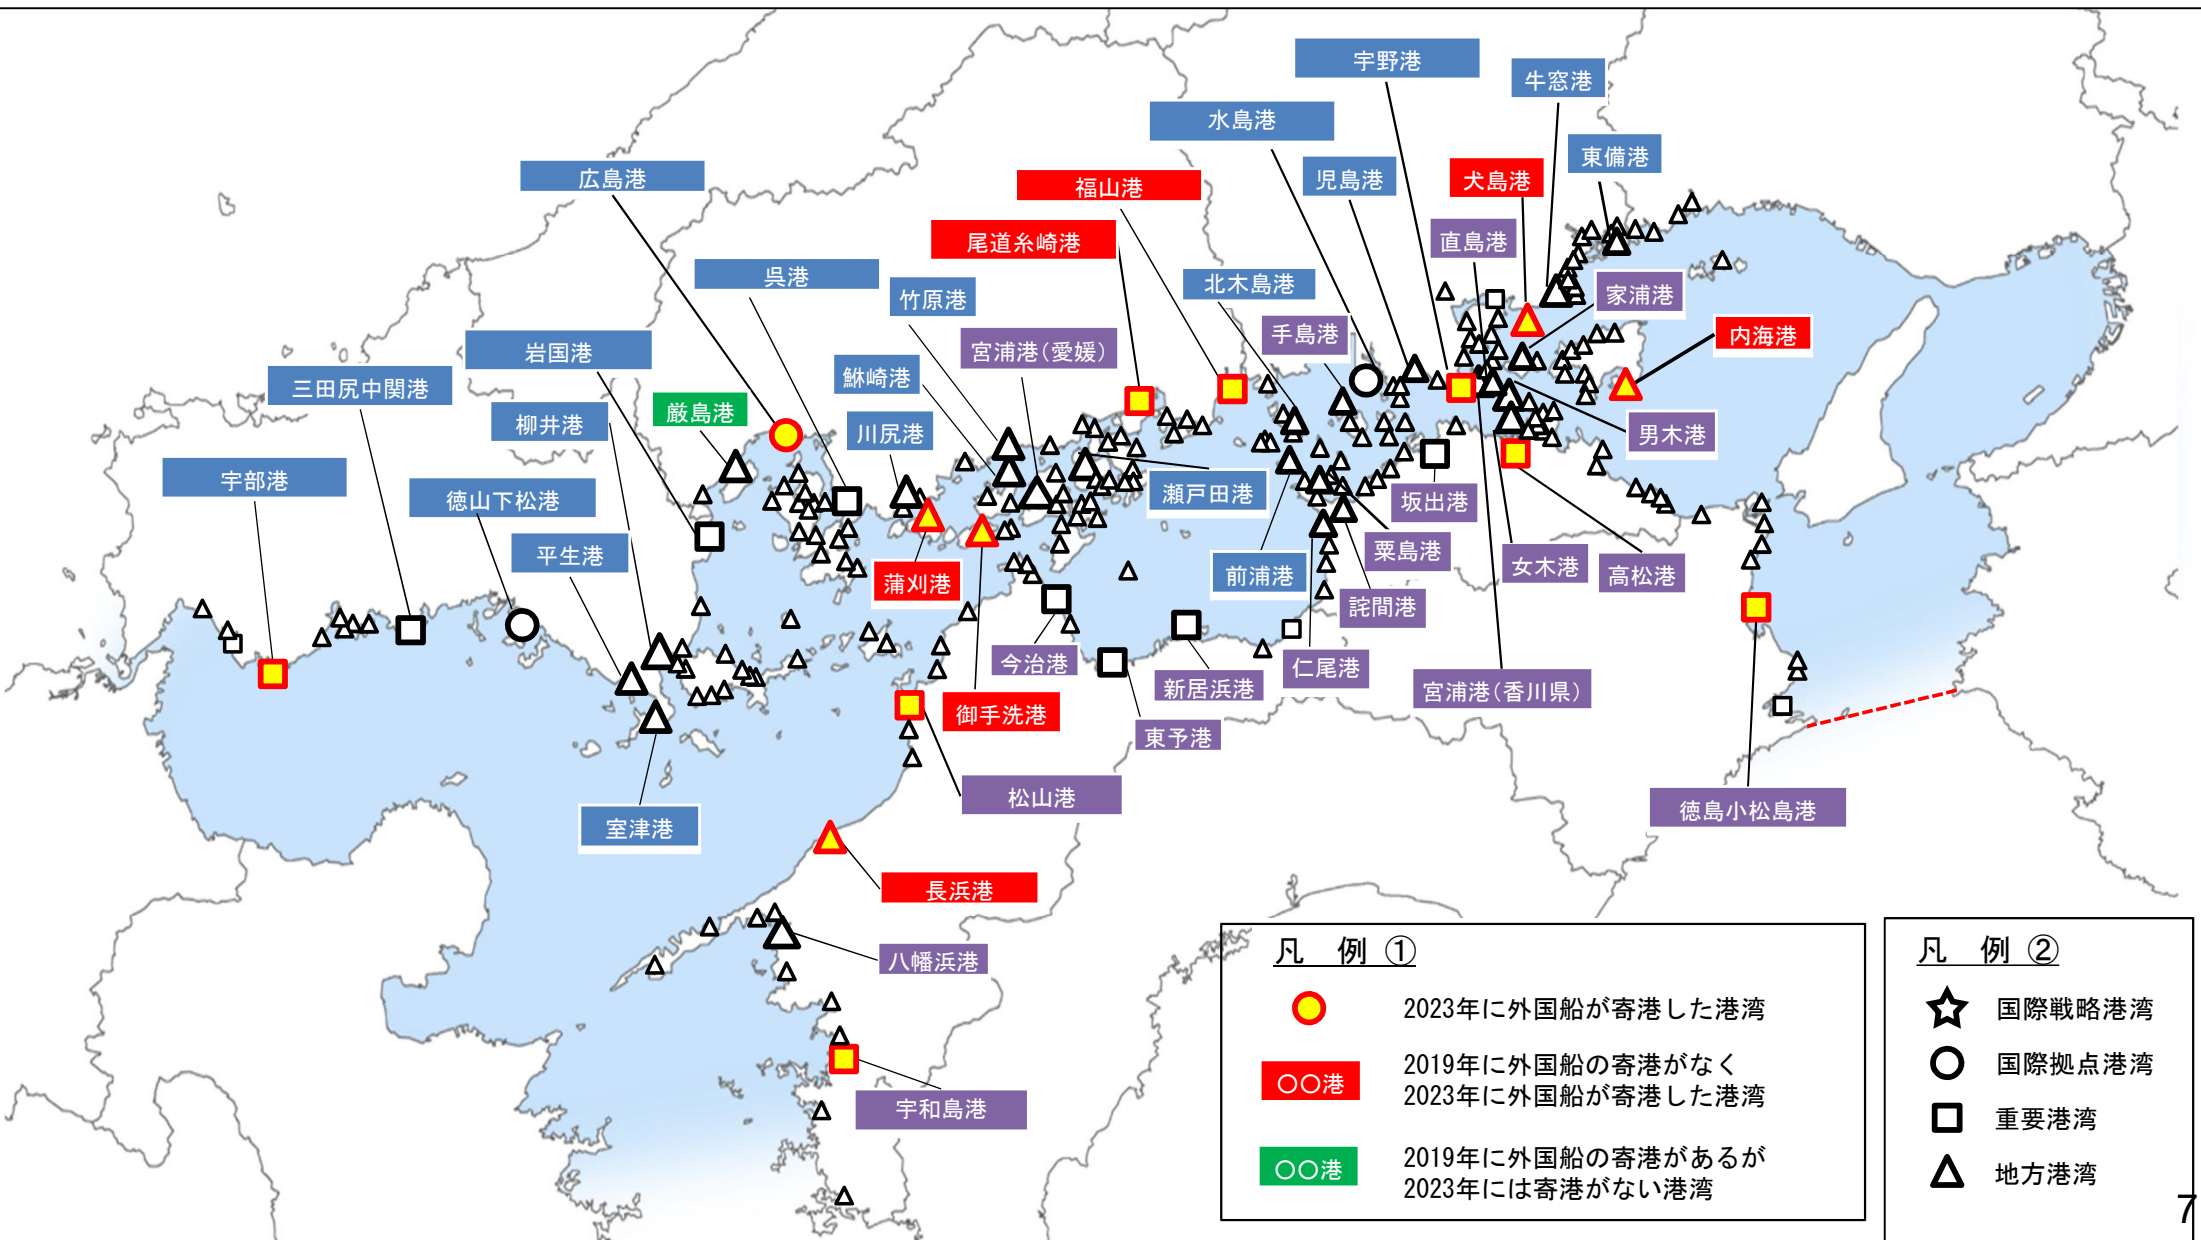 宇野港
牛窓港
水島港
東備港
広島港
福山港
児島港
犬島港
尾道糸崎港
直島港
呉港
竹原港
北木島港
家浦港
岩国港
宮浦港(愛媛)
手島港
内海港
三田尻中関港
鮴崎港
厳島港
柳井港
川尻港
男木港
宇部港
徳山下松港
瀬戸田港
坂出港
平生港
蒲刈港
前浦港
粟島港
女木港
高松港
詫間港
今治港
新居浜港
仁尾港
宮浦港(香川県)
御手洗港
東予港
松山港
室津港
徳島小松島港
長浜港
八幡浜港
宇和島港
凡 例 ①
2023年に外国船が寄港した港湾
○○港
2019年に外国船の寄港がなく
2023年に外国船が寄港した港湾
○○港
2019年に外国船の寄港があるが
2023年には寄港がない港湾
凡 例 ②
国際戦略港湾
国際拠点港湾
重要港湾
地方港湾
7